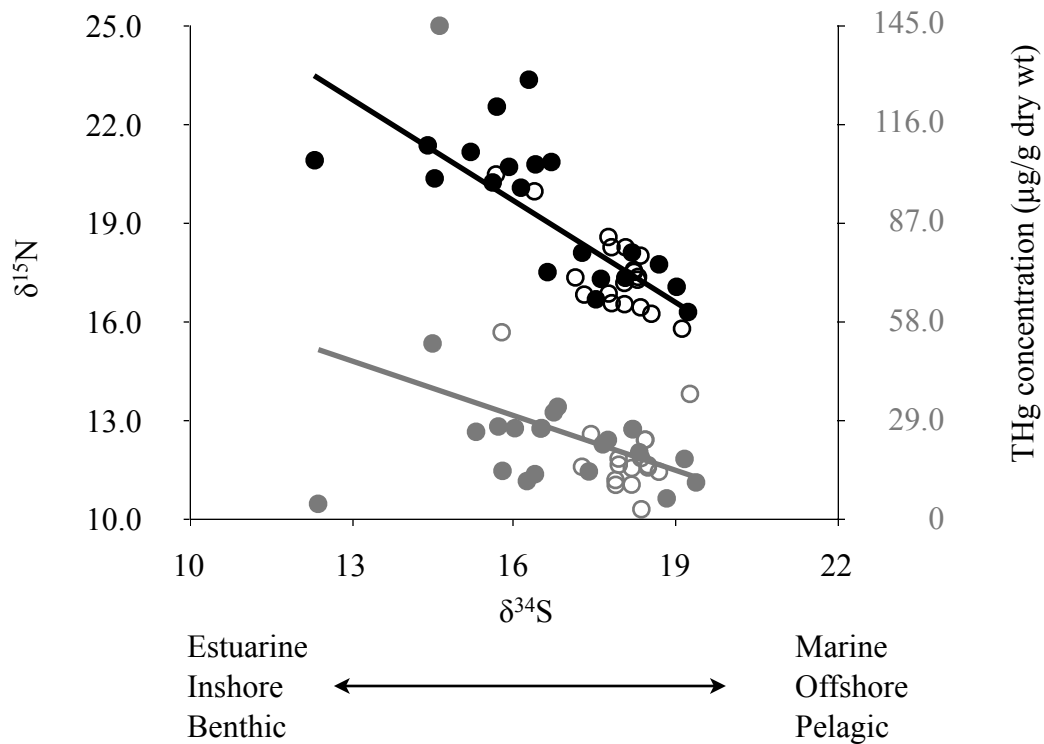 25.0
22.0
19.0
16.0
13.0
10.0
δ¹⁵N
145.0
116.0
87.0
58.0
29.0
0
THg concentration (μg/g dry wt)
10 13 16 19 22
δ³⁴S
Estuarine Marine
Inshore Offshore
Benthic Pelagic